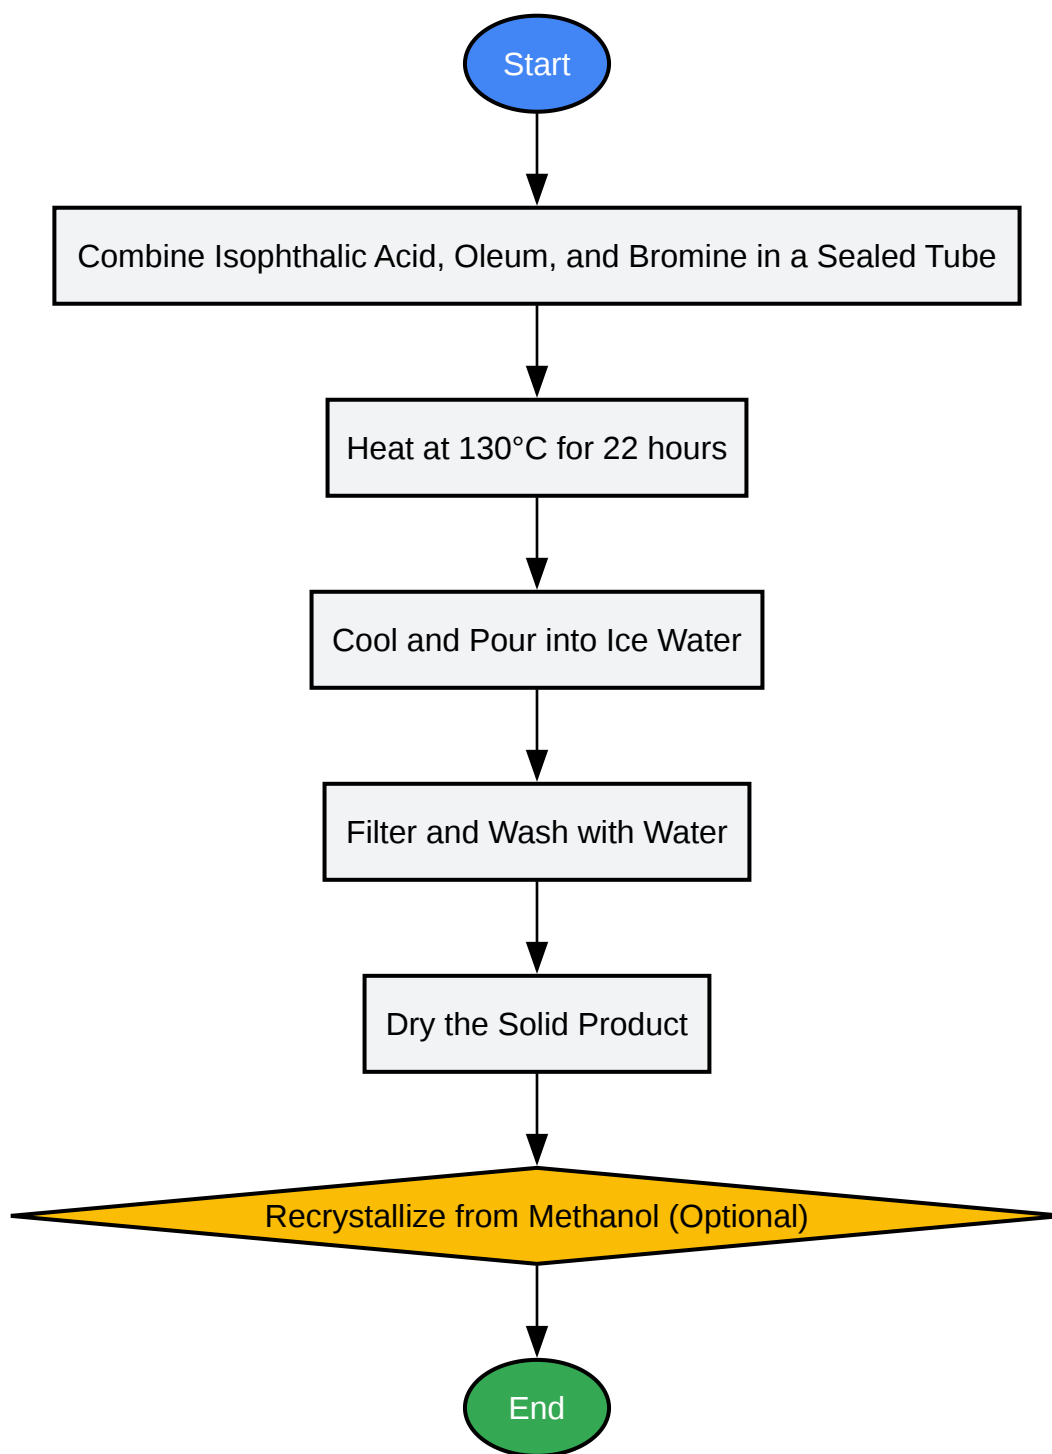 Start
Combine Isophthalic Acid, Oleum, and Bromine in a Sealed Tube
Heat at 130°C for 22 hours
Cool and Pour into Ice Water
Filter and Wash with Water
Dry the Solid Product
Recrystallize from Methanol (Optional)
End